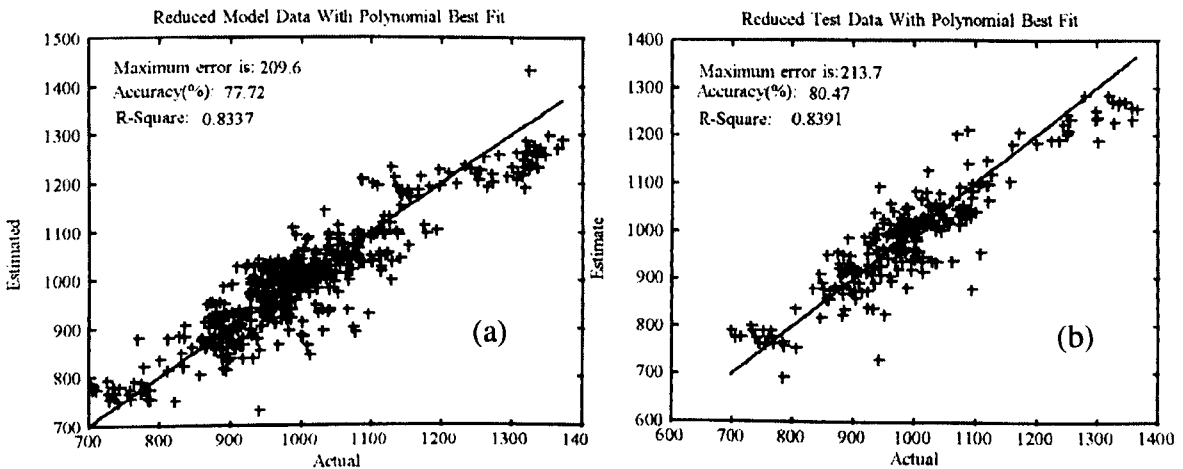 Reduced Model Data With Polynomial Best Fit
1500
1400
1300
1200
1100
1000
900
800
700
Estimated
Maximum error is: 209.6
Accuracy(%): 77.72
R-Square: 0.8337
(a)
700 800 900 1000 1100 1200 1300 140
Actual
Reduced Test Data With Polynomial Best Fit
1400
1300
1200
1100
1000
900
800
700
600
Estimate
Maximum error is:213.7
Accuracy(%): 80.47
R-Square: 0.8391
(b)
600 700 800 900 1000 1100 1200 1300 1400
Actual